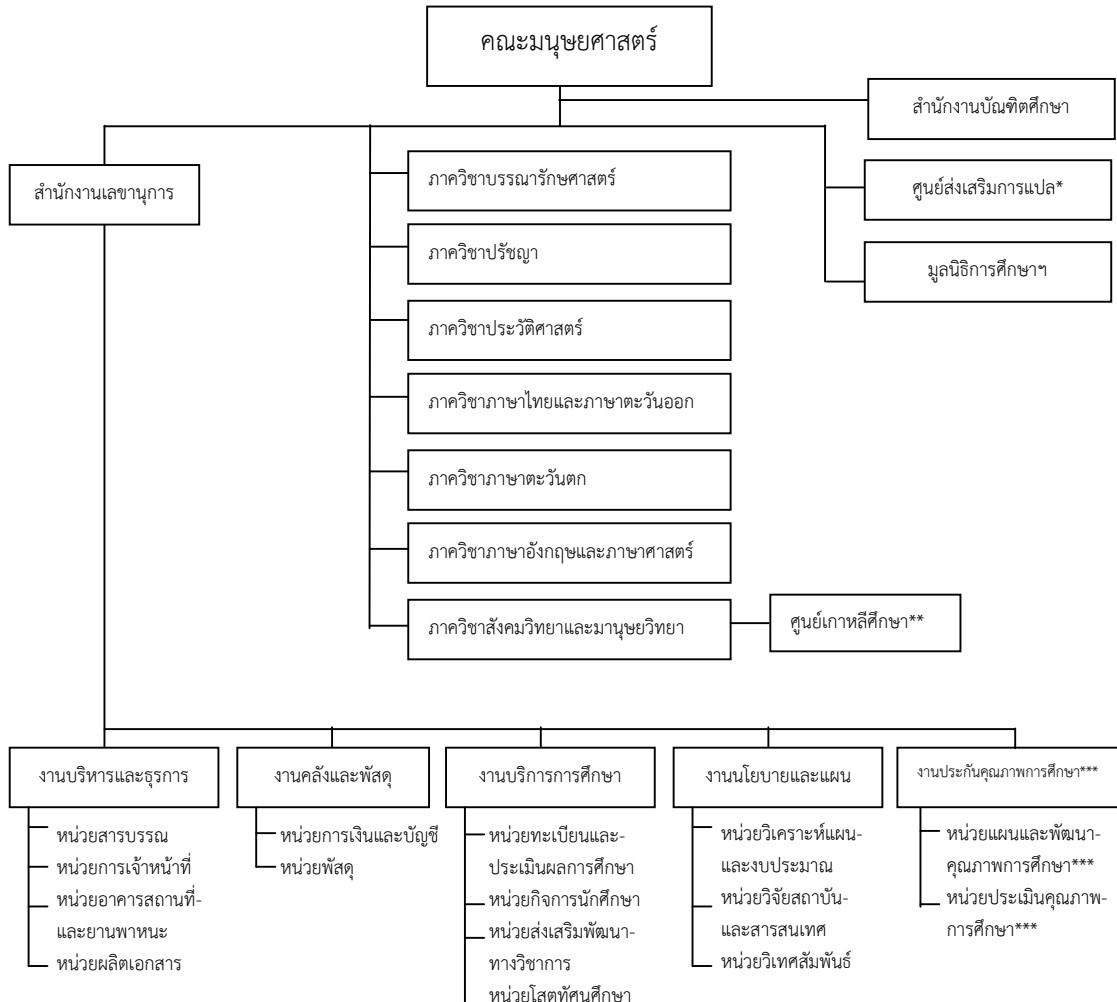 คณะมนุษยศาสตร์
สำนักงานบัณฑิตศึกษา
สำนักงานเลขานุการ
ภาควิชาบรรณารักษศาสตร์
ศูนย์ส่งเสริมการแปล*
ภาควิชาปรัชญา
มูลนิธิการศึกษาฯ
ภาควิชาประวัติศาสตร์
ภาควิชาภาษาไทยและภาษาตะวันออก
ภาควิชาภาษาตะวันตก
ภาควิชาภาษาอังกฤษและภาษาศาสตร์
ภาควิชาสังคมวิทยาและมานุษยวิทยา
ศูนย์เกาหลีศึกษา**
งานบริหารและธุรการ
หน่วยสารบรรณ
หน่วยการเจ้าหน้าที่
หน่วยอาคารสถานที่-
และยานพาหนะ
หน่วยผลิตเอกสาร
งานคลังและพัสดุ
หน่วยการเงินและบัญชี
หน่วยพัสดุ
งานบริการการศึกษา
หน่วยทะเบียนและ-
ประเมินผลการศึกษา
หน่วยกิจการนักศึกษา
หน่วยส่งเสริมพัฒนา-
ทางวิชาการ
หน่วยโสตทัศนศึกษา
งานนโยบายและแผน
หน่วยวิเคราะห์แผน-
และงบประมาณ
หน่วยวิจัยสถาบัน-
และสารสนเทศ
หน่วยวิเทศสัมพันธ์
งานประกันคุณภาพการศึกษา***
หน่วยแผนและพัฒนา-
คุณภาพการศึกษา***
หน่วยประเมินคุณภาพ-
การศึกษา***